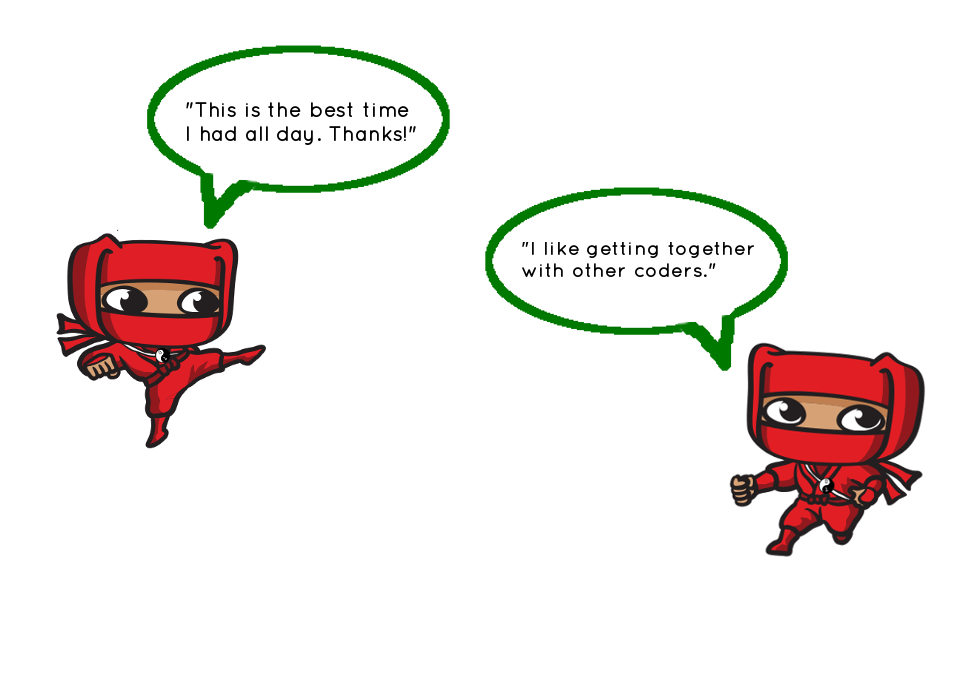 "This is the best time
I had all day. Thanks!"
"I like getting together
with other coders."